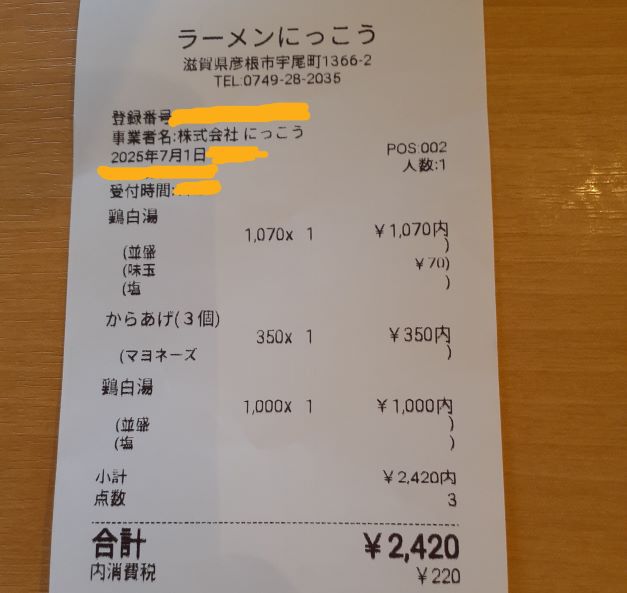 ラーメンにっこう
滋賀県彦根市宇尾町1366-2
TEL:0749-28-2035
登録番号
事業者名:株式会社 にっこう
2025年7月1日
POS:002
人数:1
受付時間:
鶏白湯
1,070x 1 ¥1,070内
(並盛 )
(味玉 ¥70)
(塩 )
からあげ(3個)
350x 1 ¥350内
(マヨネーズ )
鶏白湯
1,000x 1 ¥1,000内
(並盛 )
(塩 )
小計 ¥2,420内
点数 3
合計 ¥2,420
内消費税 ¥220